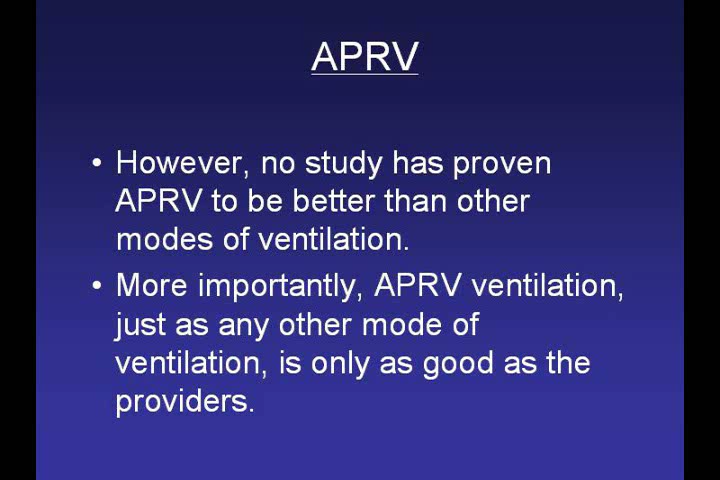 APRV
• However, no study has proven
APRV to be better than other
modes of ventilation.
• More importantly, APRV ventilation,
just as any other mode of
ventilation, is only as good as the
providers.